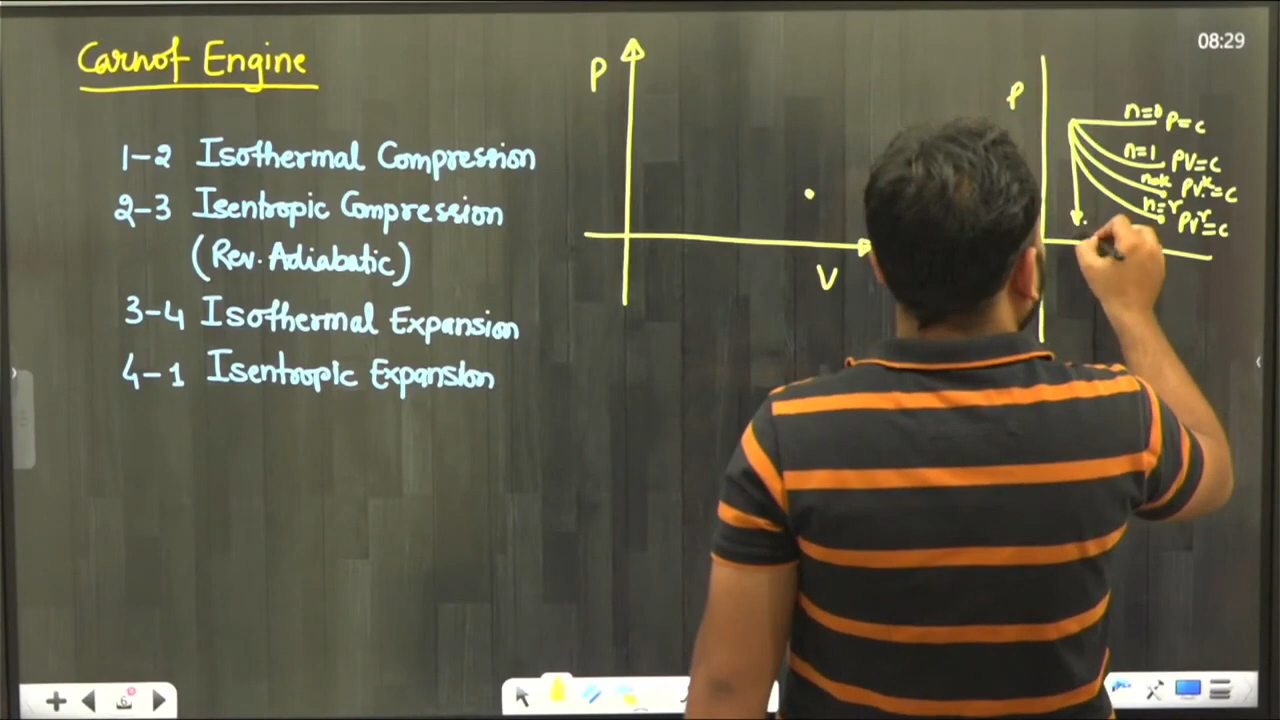 Carnot Engine
08:29
1-2 Isothermal Compression
2-3 Isentropic Compression
(Rev. Adiabatic)
3-4 Isothermal Expansion
4-1 Isentropic Expansion
P
V
P
n=0 P=c
n=1 PV=c
PV^k=c
n=γ PV^γ=c